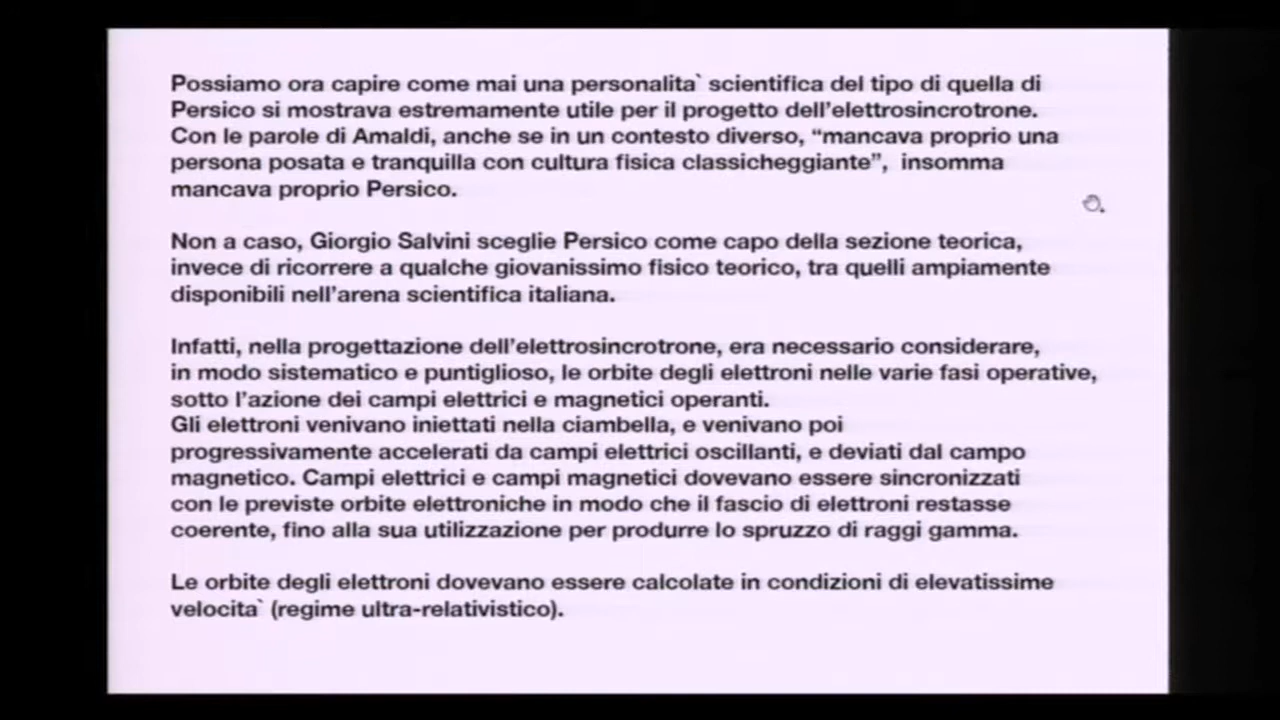 Possiamo ora capire come mai una personalita` scientifica del tipo di quella di
Persico si mostrava estremamente utile per il progetto dell'elettrosincrotrone.
Con le parole di Amaldi, anche se in un contesto diverso, “mancava proprio una
persona posata e tranquilla con cultura fisica classicheggiante”,  insomma
mancava proprio Persico.

Non a caso, Giorgio Salvini sceglie Persico come capo della sezione teorica,
invece di ricorrere a qualche giovanissimo fisico teorico, tra quelli ampiamente
disponibili nell'arena scientifica italiana.

Infatti, nella progettazione dell'elettrosincrotrone, era necessario considerare,
in modo sistematico e puntiglioso, le orbite degli elettroni nelle varie fasi operative,
sotto l'azione dei campi elettrici e magnetici operanti.
Gli elettroni venivano iniettati nella ciambella, e venivano poi
progressivamente accelerati da campi elettrici oscillanti, e deviati dal campo
magnetico. Campi elettrici e campi magnetici dovevano essere sincronizzati
con le previste orbite elettroniche in modo che il fascio di elettroni restasse
coerente, fino alla sua utilizzazione per produrre lo spruzzo di raggi gamma.

Le orbite degli elettroni dovevano essere calcolate in condizioni di elevatissime
velocita` (regime ultra-relativistico).